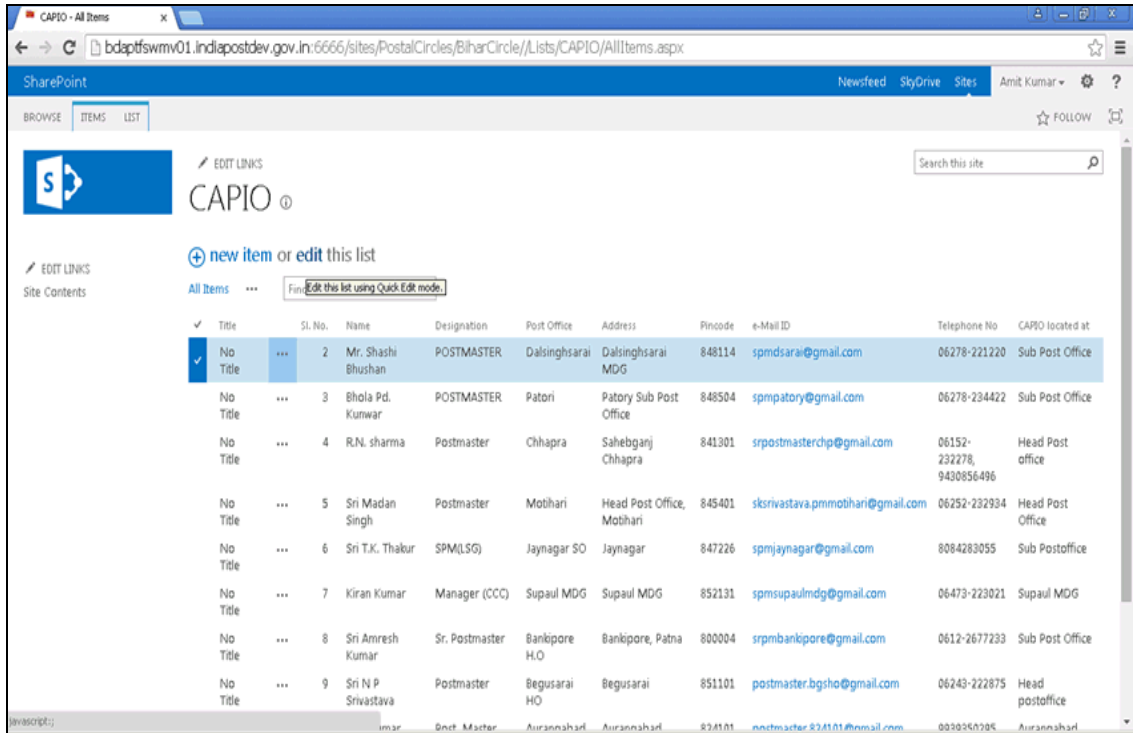 CAPIO - All Items
bdaptfswmv01.indiapostdev.gov.in:6666/sites/PostalCircles/BiharCircle//Lists/CAPIO/AllItems.aspx
SharePoint Newsfeed SkyDrive Sites Amit Kumar ?
BROWSE ITEMS LIST FOLLOW
EDIT LINKS Search this site
S
CAPIO
new item or edit this list
EDIT LINKS
Site Contents
All Items ... Edit this list using Quick Edit mode.
Title Sl. No. Name Designation Post Office Address Pincode e-Mail ID Telephone No CAPIO located at
No Title ... 2 Mr. Shashi Bhushan POSTMASTER Dalsinghsarai Dalsinghsarai MDG 848114 spmdsarai@gmail.com 06278-221220 Sub Post Office
No Title ... 3 Bhola Pd. Kunwar POSTMASTER Patori Patory Sub Post Office 848504 spmpatory@gmail.com 06278-234422 Sub Post Office
No Title ... 4 R.N. sharma Postmaster Chhapra Sahebganj Chhapra 841301 srpostmasterchp@gmail.com 06152-232278, 9430856496 Head Post office
No Title ... 5 Sri Madan Singh Postmaster Motihari Head Post Office, Motihari 845401 sksrivastava.pmmotihari@gmail.com 06252-232934 Head Post Office
No Title ... 6 Sri T.K. Thakur SPM(LSG) Jaynagar SO Jaynagar 847226 spmjaynagar@gmail.com 8084283055 Sub Postoffice
No Title ... 7 Kiran Kumar Manager (CCC) Supaul MDG Supaul MDG 852131 spmsupaulmdg@gmail.com 06473-223021 Supaul MDG
No Title ... 8 Sri Amresh Kumar Sr. Postmaster Bankipore H.O Bankipore, Patna 800004 srpmbankipore@gmail.com 0612-2677233 Sub Post Office
No Title ... 9 Sri N P Srivastava Postmaster Begusarai HO Begusarai 851101 postmaster.bgsho@gmail.com 06243-222875 Head postoffice
Post. Master Aurangabad Aurangabad 824101 postmaster.824101@gmail.com 9939350295 Aurangabad
javascript:;